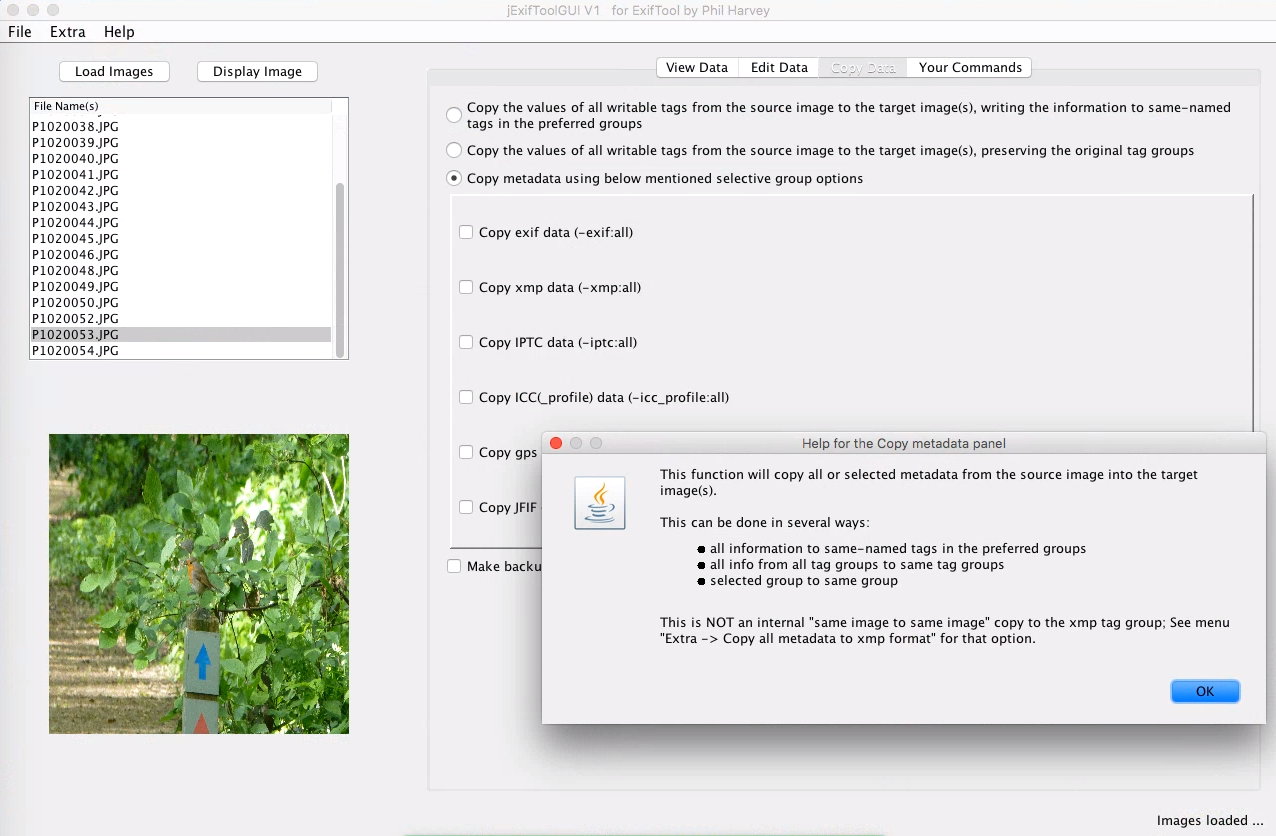 jExifToolGUI V1   for ExifTool by Phil Harvey
File Extra Help
Load Images
Display Image
File Name(s)
P1020038.JPG
P1020039.JPG
P1020040.JPG
P1020041.JPG
P1020042.JPG
P1020043.JPG
P1020044.JPG
P1020045.JPG
P1020046.JPG
P1020048.JPG
P1020049.JPG
P1020050.JPG
P1020052.JPG
P1020053.JPG
P1020054.JPG
View Data Edit Data Copy Data Your Commands
Copy the values of all writable tags from the source image to the target image(s), writing the information to same-named
tags in the preferred groups
Copy the values of all writable tags from the source image to the target image(s), preserving the original tag groups
Copy metadata using below mentioned selective group options
Copy exif data (-exif:all)
Copy xmp data (-xmp:all)
Copy IPTC data (-iptc:all)
Copy ICC(_profile) data (-icc_profile:all)
Copy gps
Copy JFIF
Make backu
Help for the Copy metadata panel
This function will copy all or selected metadata from the source image into the target
image(s).
This can be done in several ways:
● all information to same-named tags in the preferred groups
● all info from all tag groups to same tag groups
● selected group to same group
This is NOT an internal "same image to same image" copy to the xmp tag group; See menu
"Extra -> Copy all metadata to xmp format" for that option.
OK
Images loaded ...